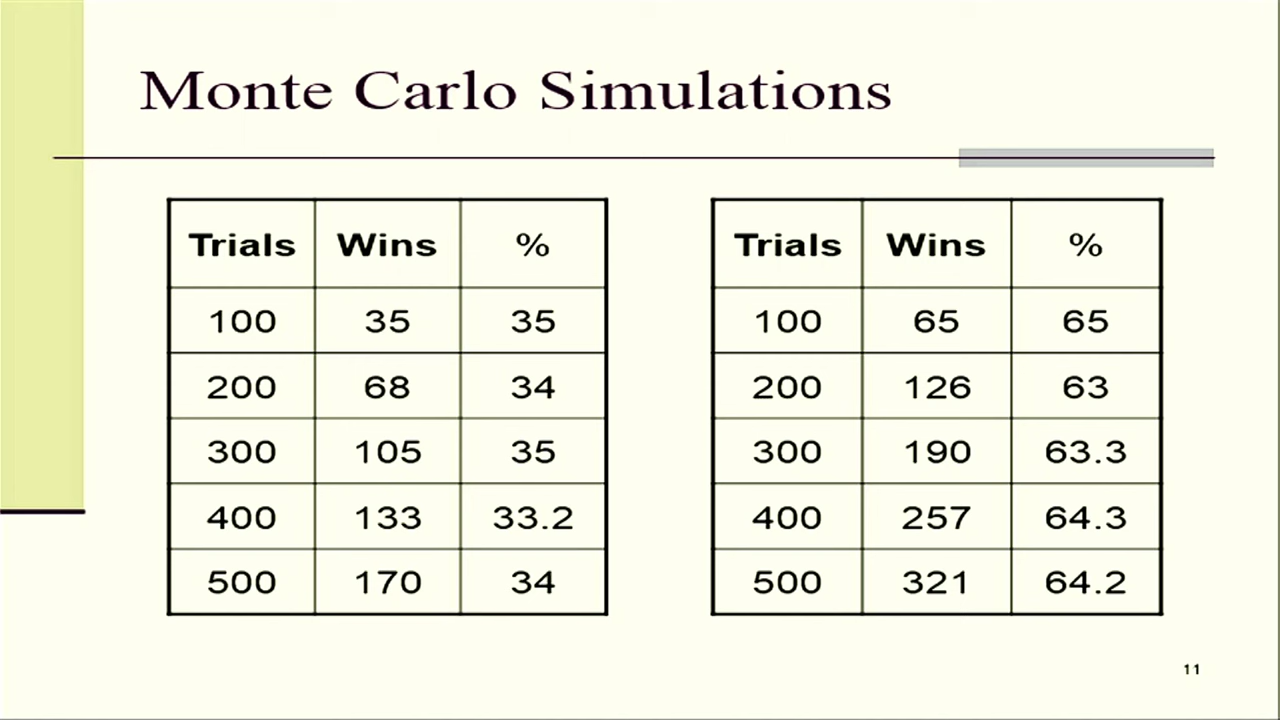 Monte Carlo Simulations
Trials Wins %
100 35 35
200 68 34
300 105 35
400 133 33.2
500 170 34
Trials Wins %
100 65 65
200 126 63
300 190 63.3
400 257 64.3
500 321 64.2
11